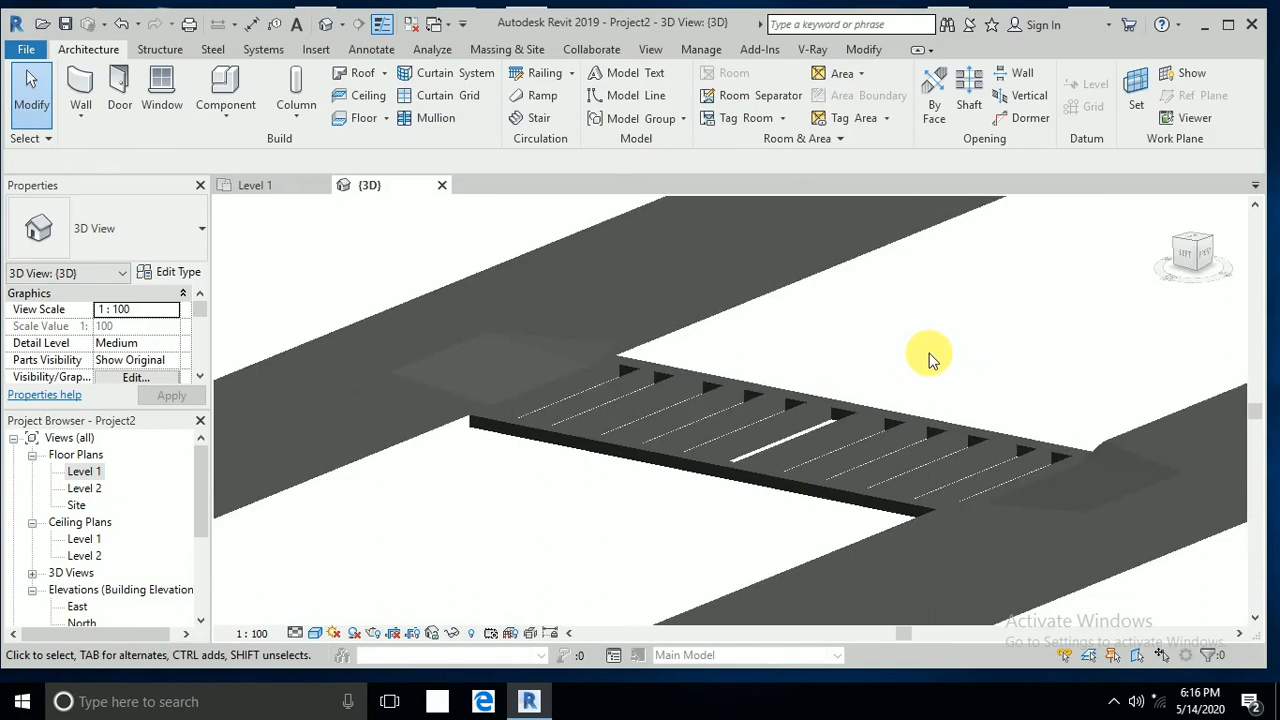 Autodesk Revit 2019 - Project2 - 3D View: {3D}
Type a keyword or phrase
Sign In
File Architecture Structure Steel Systems Insert Annotate Analyze Massing & Site Collaborate View Manage Add-Ins V-Ray Modify
Modify Wall Door Window Component Column
Roof Curtain System Railing Model Text Room Area By Face Shaft Wall Level Set Show
Ceiling Curtain Grid Ramp Model Line Room Separator Area Boundary Vertical Grid Ref Plane
Floor Mullion Stair Model Group Tag Room Tag Area Dormer Viewer
Select Build Circulation Model Room & Area Opening Datum Work Plane
Properties
Level 1 {3D}
3D View
3D View: {3D} Edit Type
Graphics
View Scale 1 : 100
Scale Value 1: 100
Detail Level Medium
Parts Visibility Show Original
Visibility/Grap... Edit...
Properties help Apply
Project Browser - Project2
Views (all)
Floor Plans
Level 1
Level 2
Site
Ceiling Plans
Level 1
Level 2
3D Views
Elevations (Building Elevation
East
North
LEFT
1 : 100
Activate Windows
Go to Settings to activate Windows.
Click to select, TAB for alternates, CTRL adds, SHIFT unselects.
:0
Main Model
:0
Type here to search
6:16 PM
5/14/2020
2